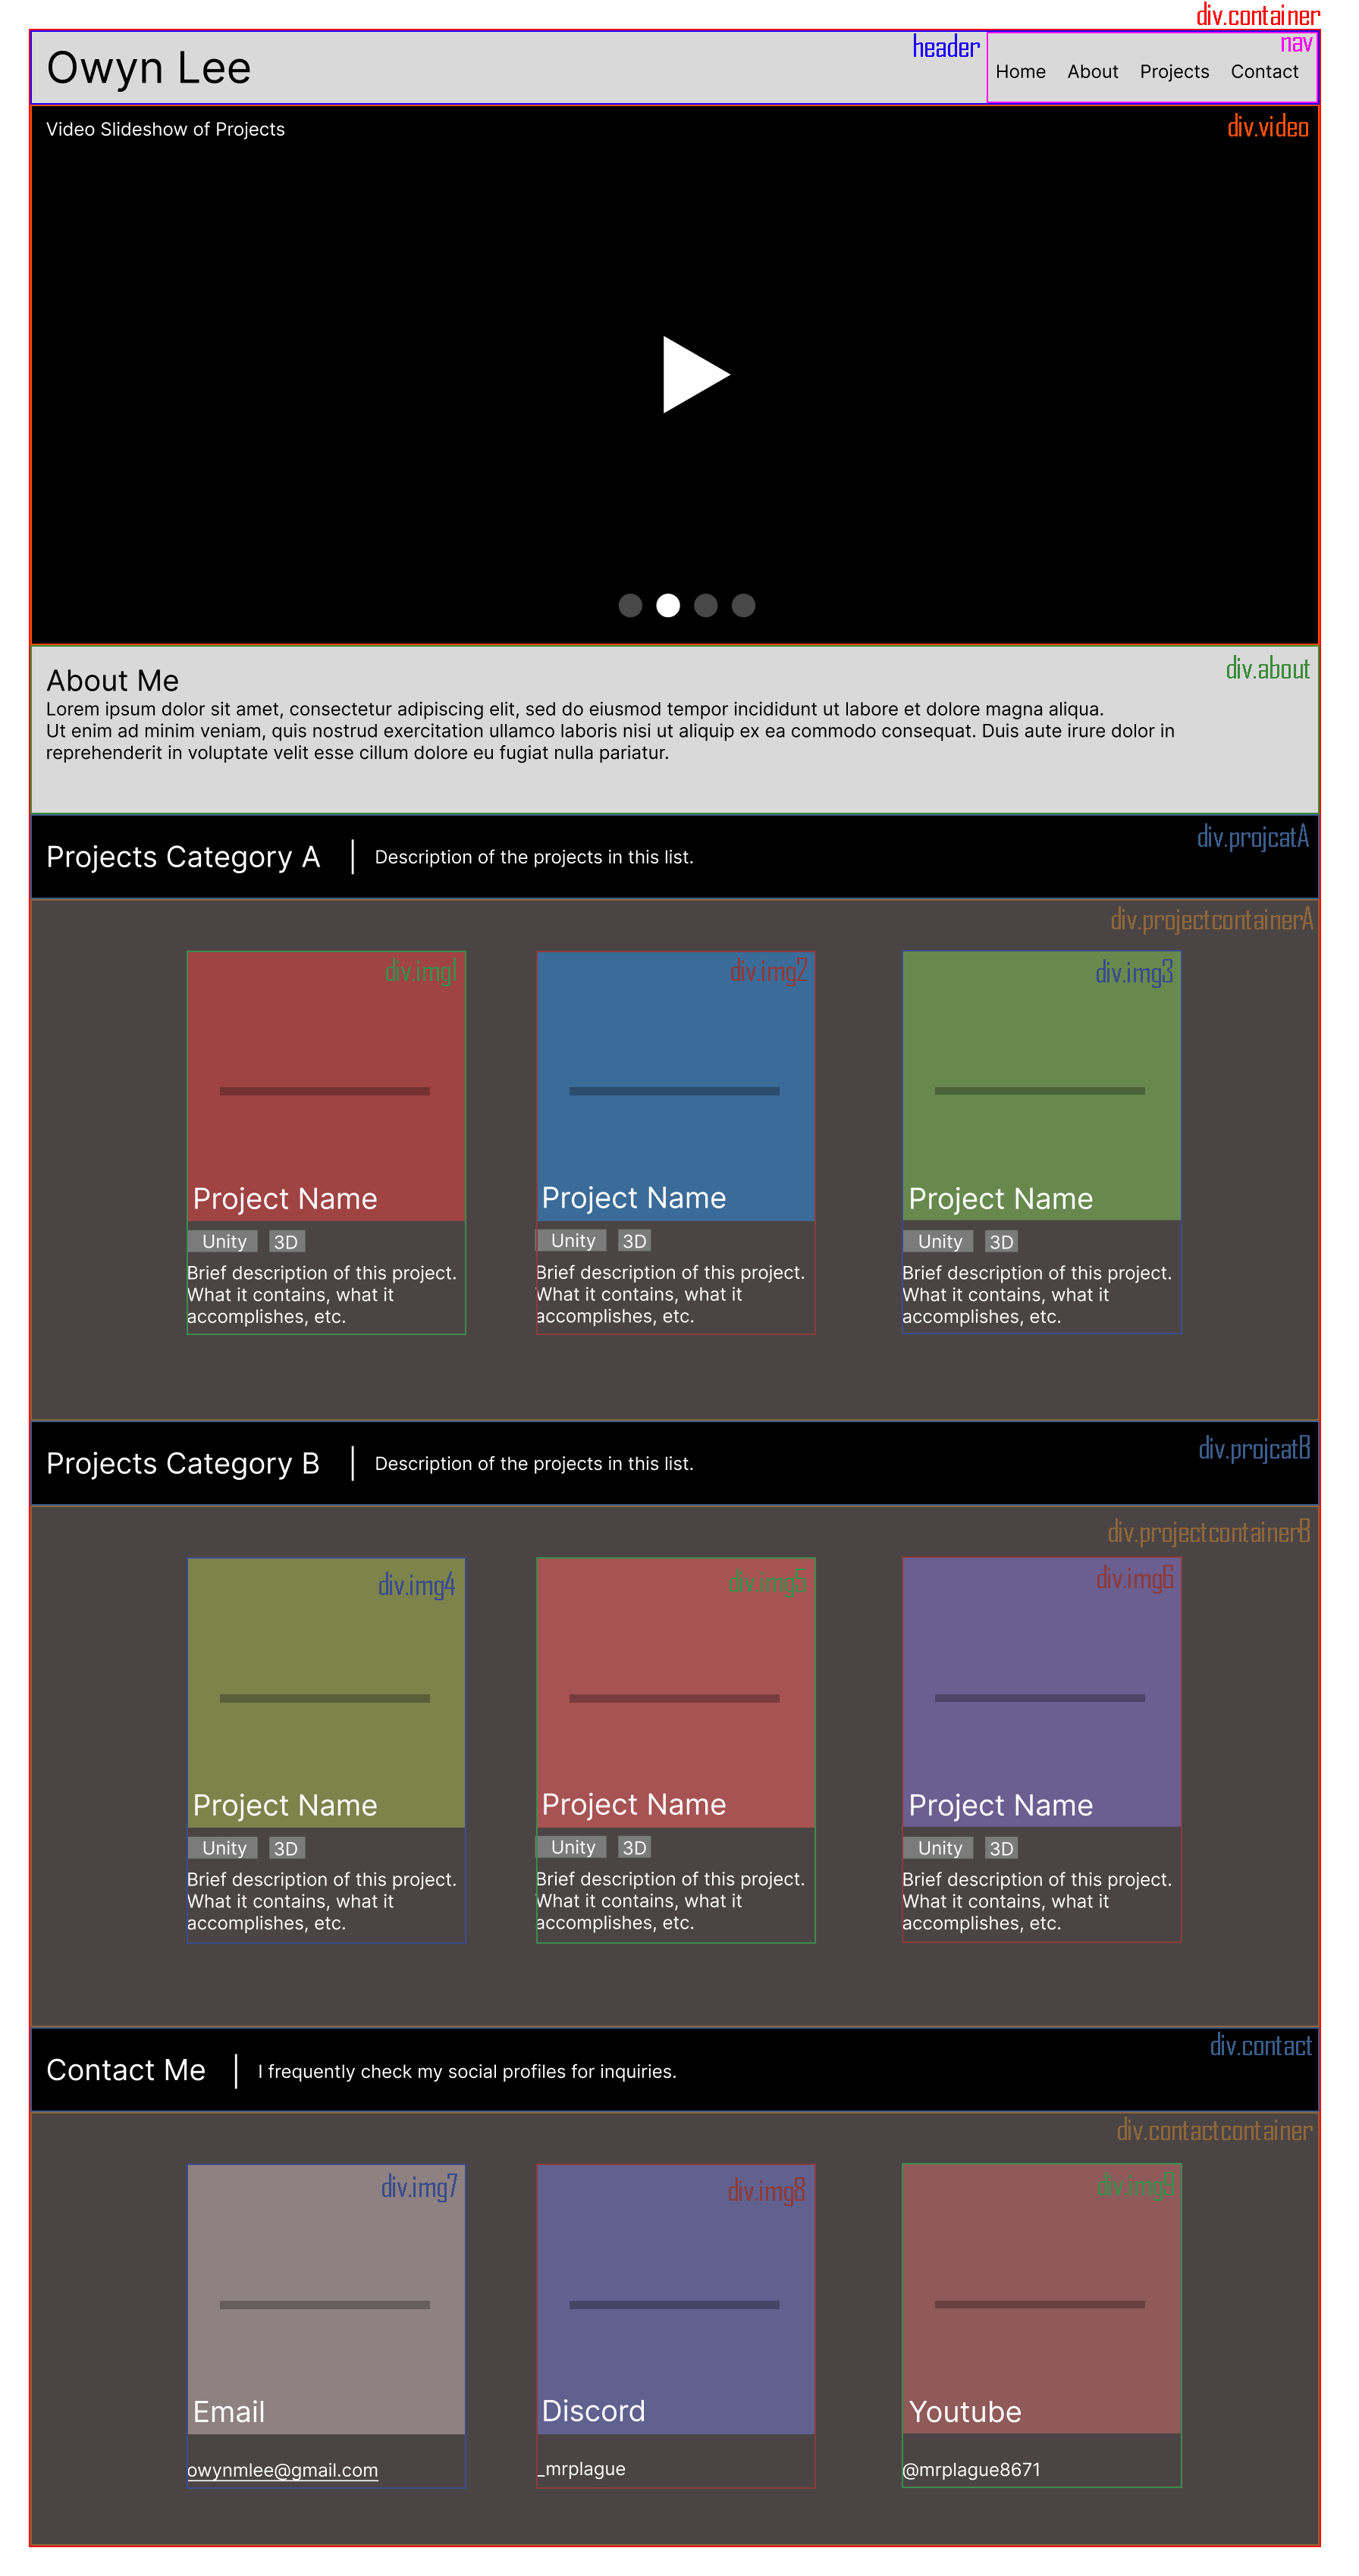 div.container
Owyn Lee
header
nav
Home About Projects Contact
Video Slideshow of Projects
div.video
About Me
div.about
Lorem ipsum dolor sit amet, consectetur adipiscing elit, sed do eiusmod tempor incididunt ut labore et dolore magna aliqua.
Ut enim ad minim veniam, quis nostrud exercitation ullamco laboris nisi ut aliquip ex ea commodo consequat. Duis aute irure dolor in
reprehenderit in voluptate velit esse cillum dolore eu fugiat nulla pariatur.
Projects Category A | Description of the projects in this list.
div.projcatA
div.projectcontainerA
div.img1
Project Name
Unity 3D
Brief description of this project.
What it contains, what it
accomplishes, etc.
div.img2
Project Name
Unity 3D
Brief description of this project.
What it contains, what it
accomplishes, etc.
div.img3
Project Name
Unity 3D
Brief description of this project.
What it contains, what it
accomplishes, etc.
Projects Category B | Description of the projects in this list.
div.projcatB
div.projectcontainerB
div.img4
Project Name
Unity 3D
Brief description of this project.
What it contains, what it
accomplishes, etc.
div.img5
Project Name
Unity 3D
Brief description of this project.
What it contains, what it
accomplishes, etc.
div.img6
Project Name
Unity 3D
Brief description of this project.
What it contains, what it
accomplishes, etc.
Contact Me | I frequently check my social profiles for inquiries.
div.contact
div.contactcontainer
div.img7
Email
owynmlee@gmail.com
div.img8
Discord
_mrplague
div.img9
Youtube
@mrplague8671